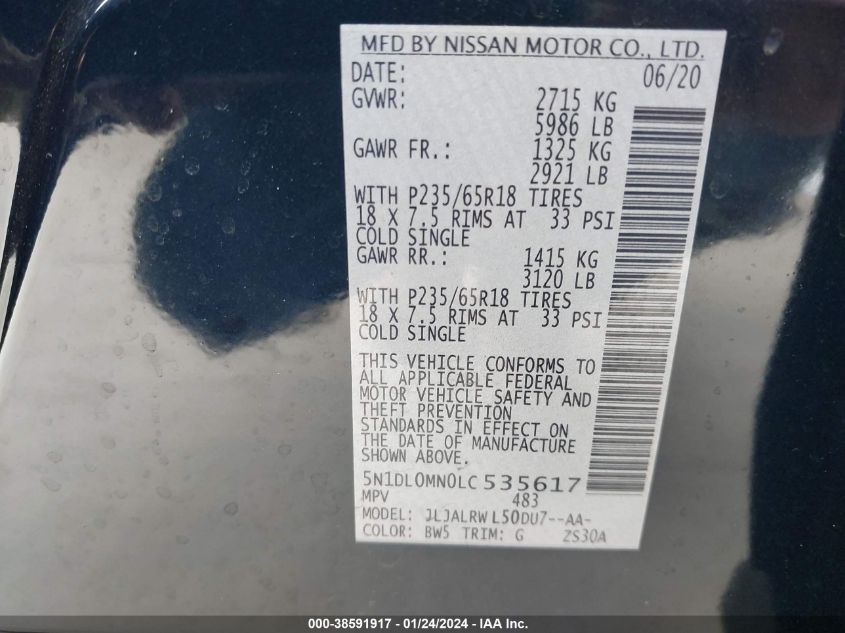 MFD BY NISSAN MOTOR CO., LTD.
DATE: 06/20
GVWR: 2715 KG
5986 LB
GAWR FR.: 1325 KG
2921 LB
WITH P235/65R18 TIRES
18 X 7.5 RIMS AT 33 PSI
COLD SINGLE
GAWR RR.: 1415 KG
3120 LB
WITH P235/65R18 TIRES
18 X 7.5 RIMS AT 33 PSI
COLD SINGLE
THIS VEHICLE CONFORMS TO
ALL APPLICABLE FEDERAL
MOTOR VEHICLE SAFETY AND
THEFT PREVENTION
STANDARDS IN EFFECT ON
THE DATE OF MANUFACTURE
SHOWN ABOVE.
5N1DL0MN0LC 535617
MPV 483
MODEL: JLJALRW L50DU7--AA-
COLOR: BW5 TRIM: G ZS30A
000-38591917 - 01/24/2024 - IAA Inc.